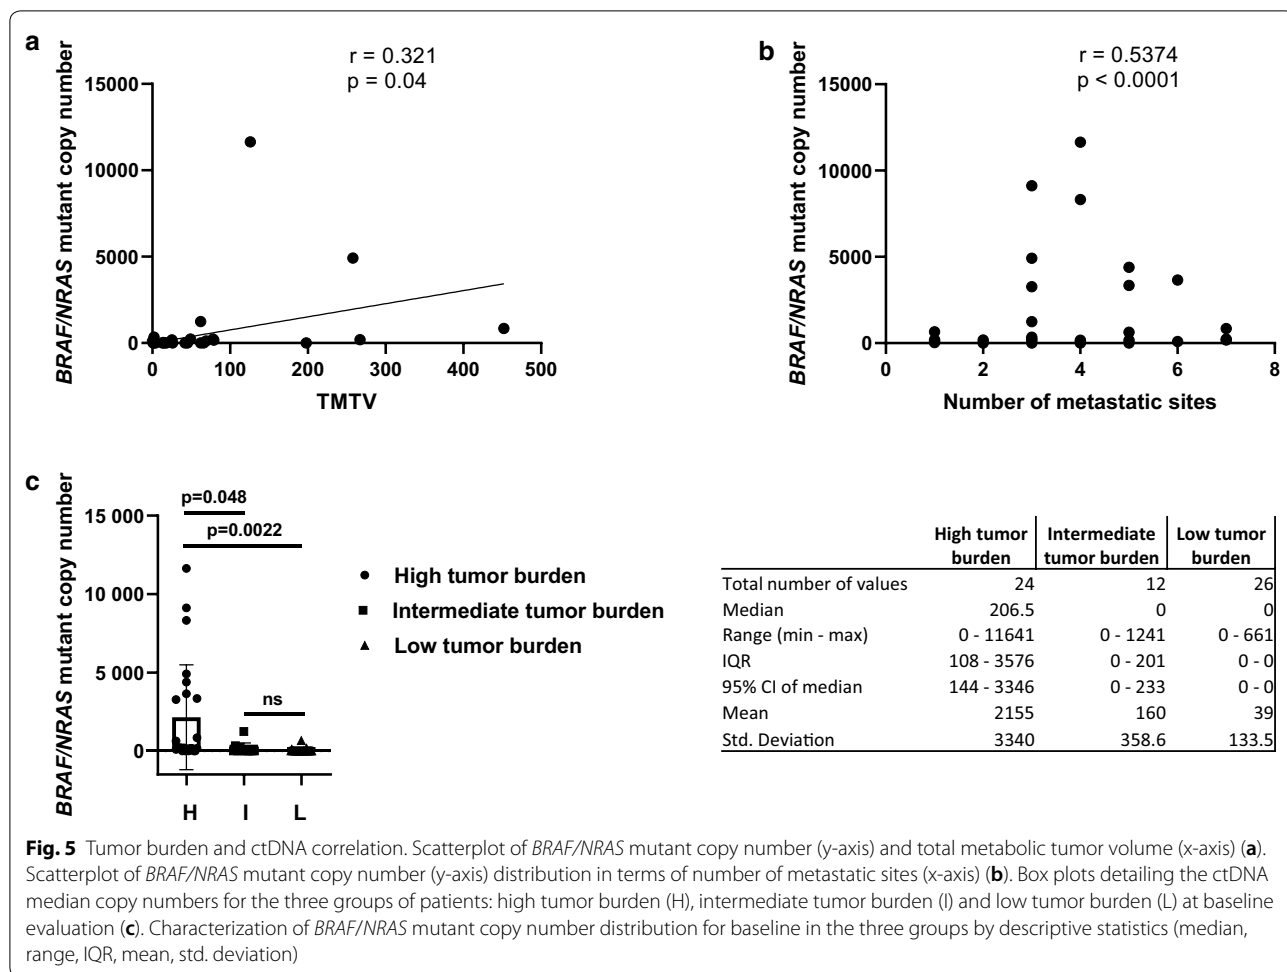 a
r = 0.321
p = 0.04
BRAF/NRAS mutant copy number
15000
10000
5000
0
0 100 200 300 400 500
TMTV
b
r = 0.5374
p < 0.0001
BRAF/NRAS mutant copy number
15000
10000
5000
0
0 2 4 6 8
Number of metastatic sites
c
BRAF/NRAS mutant copy number
15 000
10 000
5 000
0
p=0.048
p=0.0022
ns
H I L
High tumor burden
Intermediate tumor burden
Low tumor burden
High tumor burden Intermediate tumor burden Low tumor burden
Total number of values 24 12 26
Median 206.5 0 0
Range (min - max) 0 - 11641 0 - 1241 0 - 661
IQR 108 - 3576 0 - 201 0 - 0
95% CI of median 144 - 3346 0 - 233 0 - 0
Mean 2155 160 39
Std. Deviation 3340 358.6 133.5
Fig. 5 Tumor burden and ctDNA correlation. Scatterplot of BRAF/NRAS mutant copy number (y-axis) and total metabolic tumor volume (x-axis) (a).
Scatterplot of BRAF/NRAS mutant copy number (y-axis) distribution in terms of number of metastatic sites (x-axis) (b). Box plots detailing the ctDNA
median copy numbers for the three groups of patients: high tumor burden (H), intermediate tumor burden (I) and low tumor burden (L) at baseline
evaluation (c). Characterization of BRAF/NRAS mutant copy number distribution for baseline in the three groups by descriptive statistics (median,
range, IQR, mean, std. deviation)